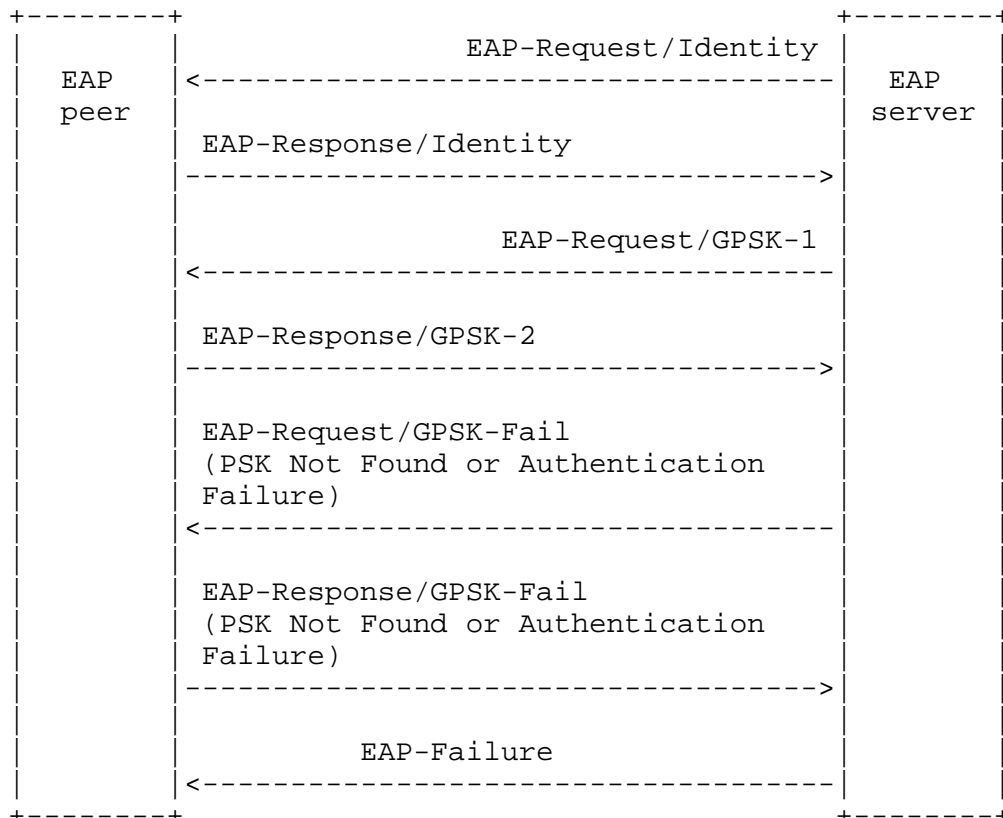 EAP-Request/Identity
EAP EAP
peer server
EAP-Response/Identity
EAP-Request/GPSK-1
EAP-Response/GPSK-2
EAP-Request/GPSK-Fail
(PSK Not Found or Authentication
Failure)
EAP-Response/GPSK-Fail
(PSK Not Found or Authentication
Failure)
EAP-Failure